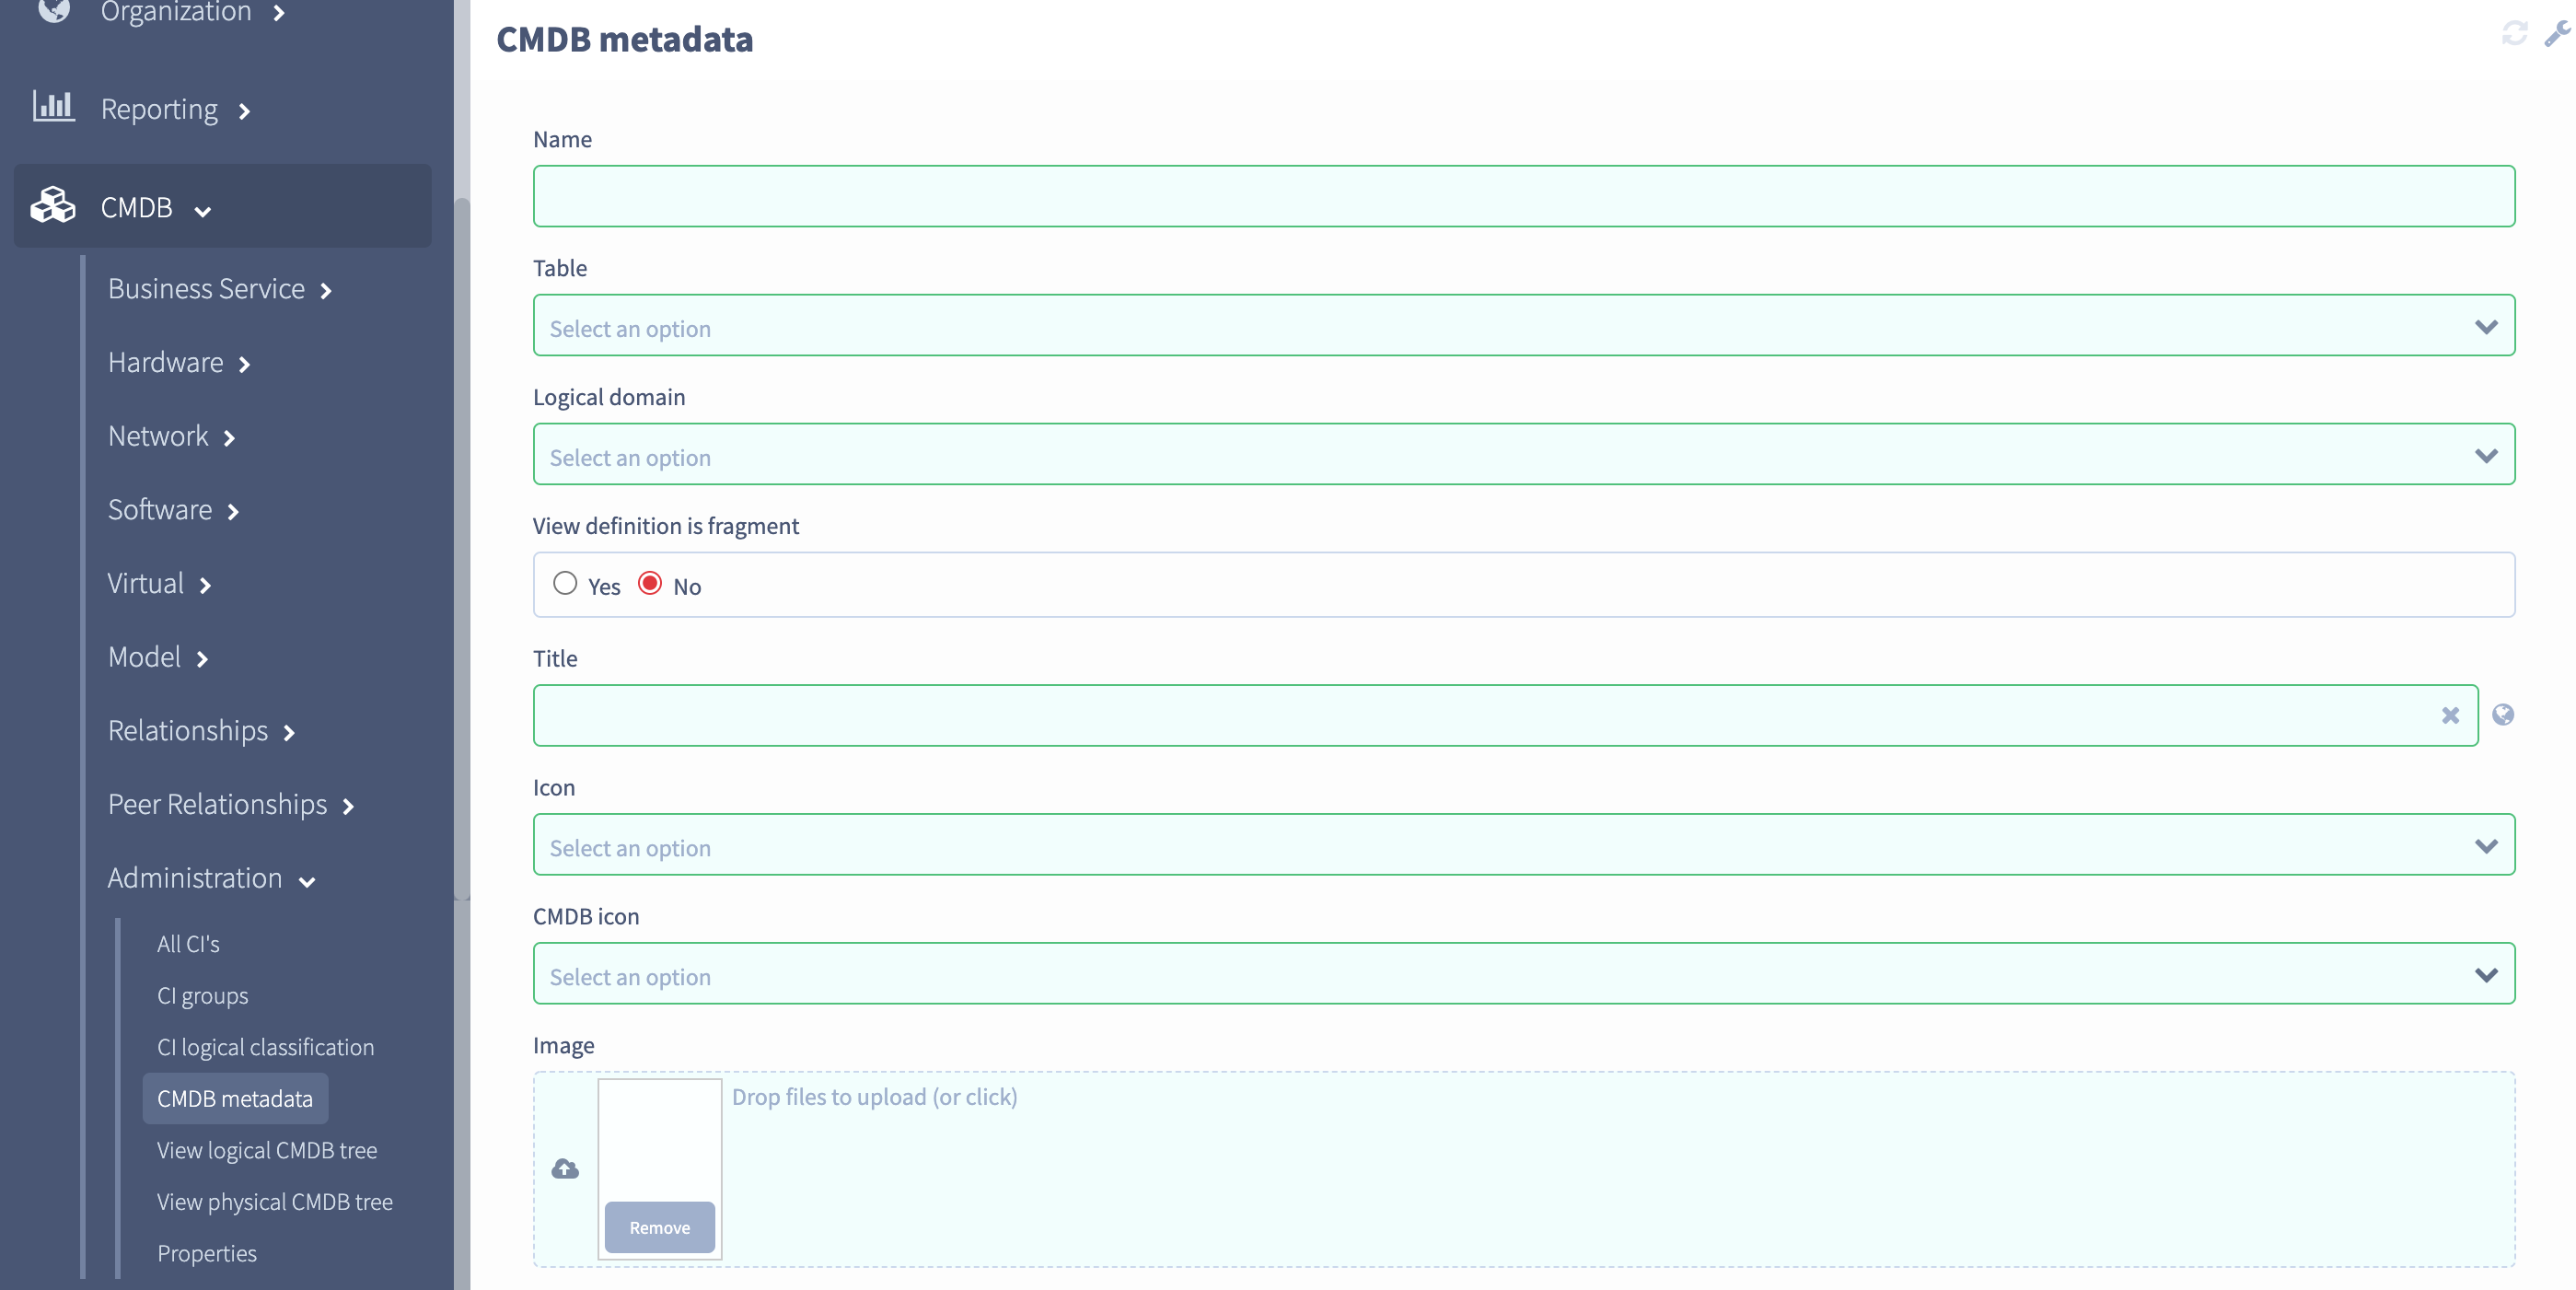 Organization
Reporting
CMDB
Business Service
Hardware
Network
Software
Virtual
Model
Relationships
Peer Relationships
Administration
All CI's
CI groups
CI logical classification
CMDB metadata
View logical CMDB tree
View physical CMDB tree
Properties
CMDB metadata
Name
Table
Select an option
Logical domain
Select an option
View definition is fragment
Yes No
Title
Icon
Select an option
CMDB icon
Select an option
Image
Drop files to upload (or click)
Remove